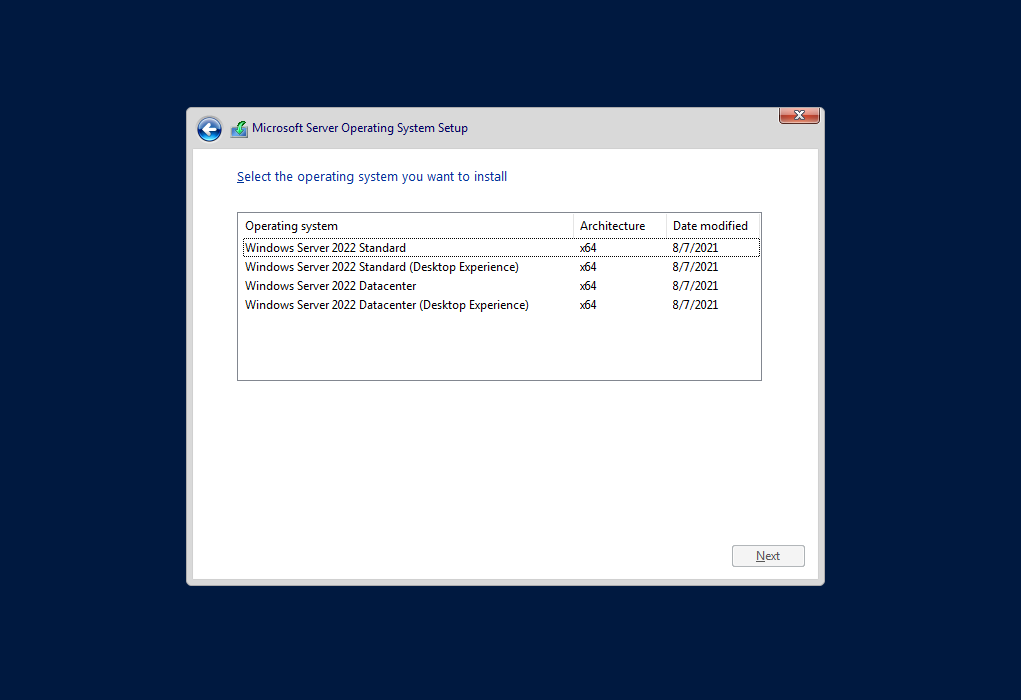 Microsoft Server Operating System Setup
Select the operating system you want to install
Operating system Architecture Date modified
Windows Server 2022 Standard x64 8/7/2021
Windows Server 2022 Standard (Desktop Experience) x64 8/7/2021
Windows Server 2022 Datacenter x64 8/7/2021
Windows Server 2022 Datacenter (Desktop Experience) x64 8/7/2021
Next